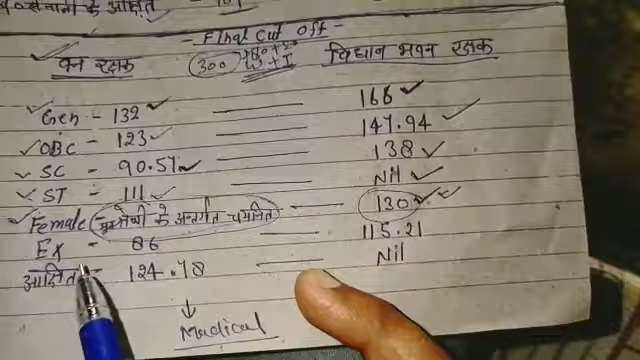 के आश्रित
- Final Cut Off -
वन रक्षक 300 विधान भवन रक्षक
Gen - 132 — 168
OBC - 123 — 147.94
SC - 90.57 — 138
ST - 111 — Nil
Female - के अन्तर्गत चयनित — 130
Ex - 86 — 115.21
आश्रित - 124.78 — Nil
↓
Madical